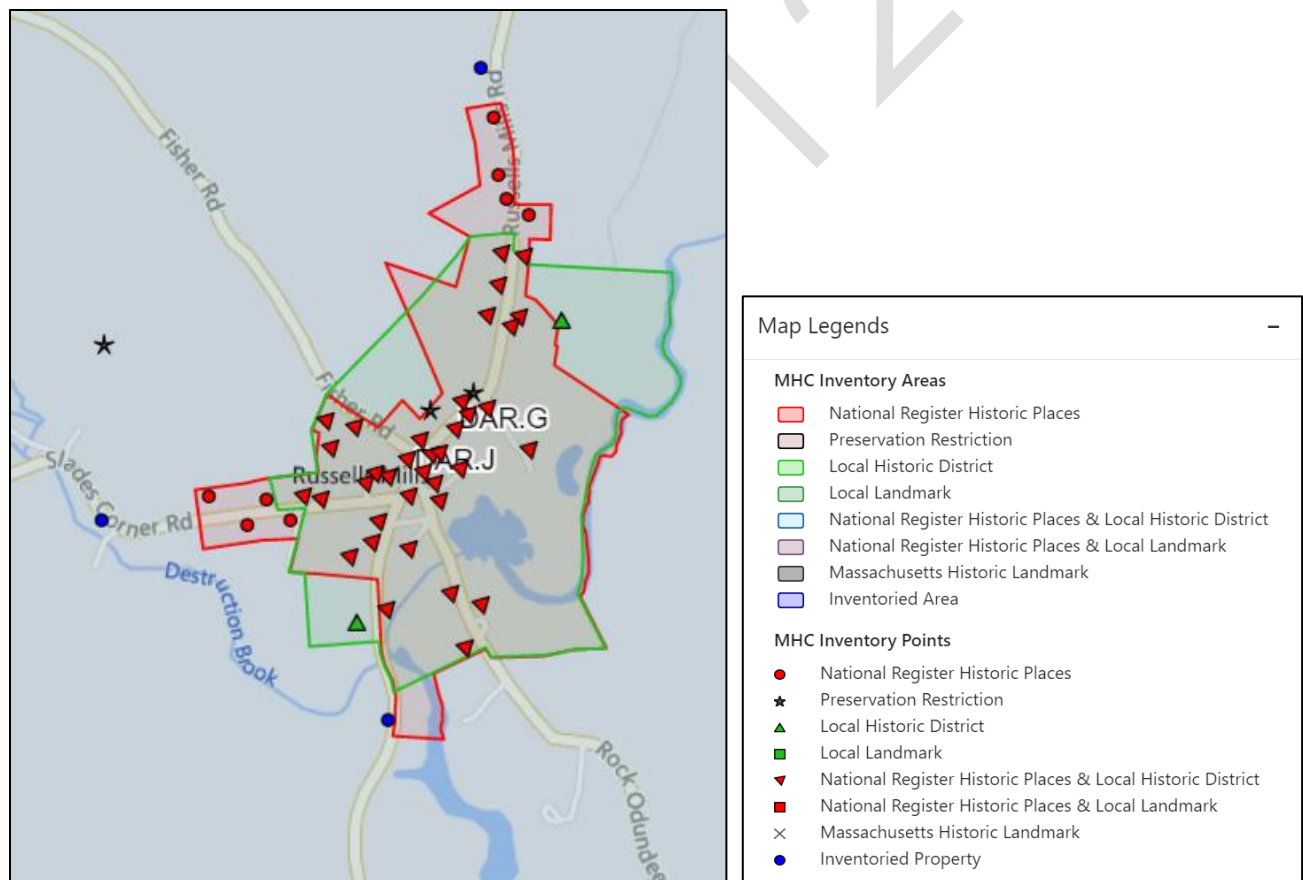 12
Russells Mills Rd
Fisher Rd
Fisher Rd
DAR.G
DAR.J
Russells Mills
Slades Corner Rd
Destruction Brook
Rock Odundee
Map Legends
MHC Inventory Areas
National Register Historic Places
Preservation Restriction
Local Historic District
Local Landmark
National Register Historic Places & Local Historic District
National Register Historic Places & Local Landmark
Massachusetts Historic Landmark
Inventoried Area
MHC Inventory Points
National Register Historic Places
Preservation Restriction
Local Historic District
Local Landmark
National Register Historic Places & Local Historic District
National Register Historic Places & Local Landmark
Massachusetts Historic Landmark
Inventoried Property